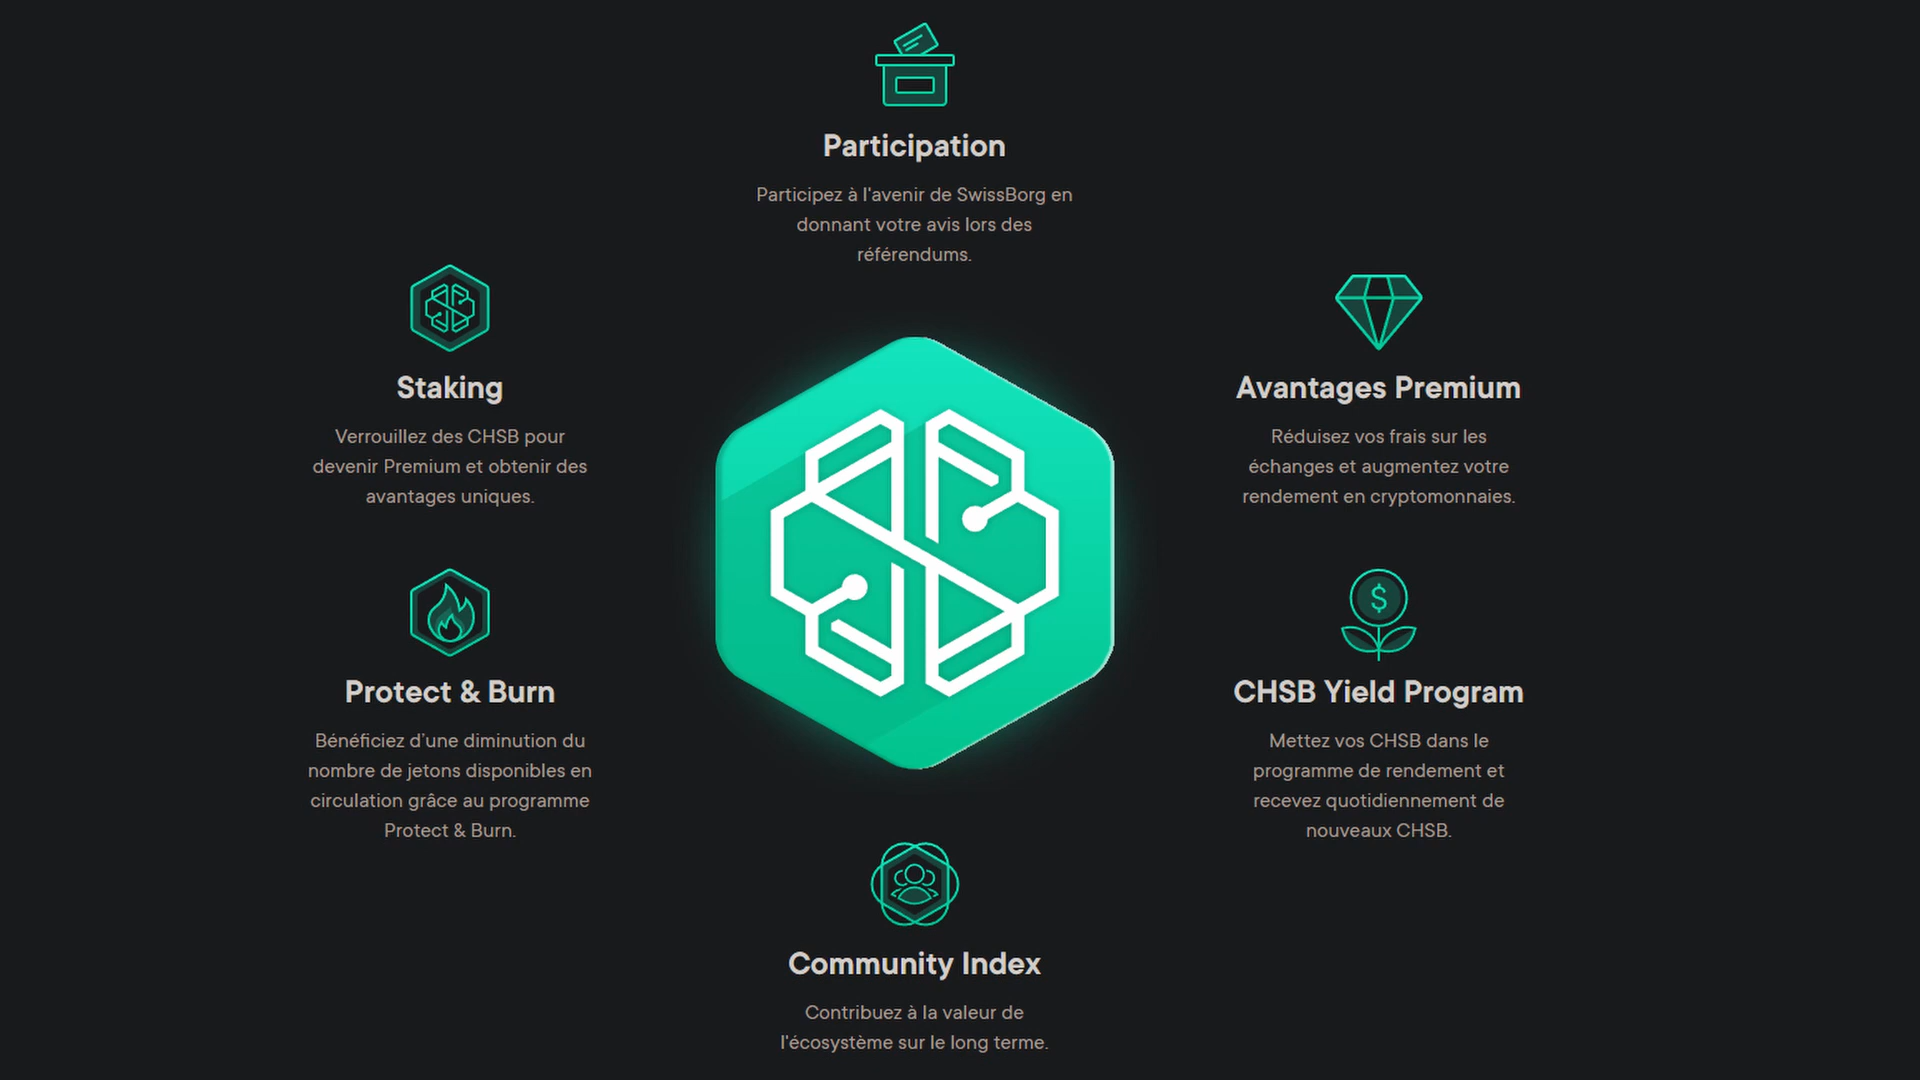 Participation
Participez à l'avenir de SwissBorg en
donnant votre avis lors des
référendums.
Staking
Verrouillez des CHSB pour
devenir Premium et obtenir des
avantages uniques.
Avantages Premium
Réduisez vos frais sur les
échanges et augmentez votre
rendement en cryptomonnaies.
Protect & Burn
Bénéficiez d’une diminution du
nombre de jetons disponibles en
circulation grâce au programme
Protect & Burn.
$
CHSB Yield Program
Mettez vos CHSB dans le
programme de rendement et
recevez quotidiennement de
nouveaux CHSB.
Community Index
Contribuez à la valeur de
l'écosystème sur le long terme.